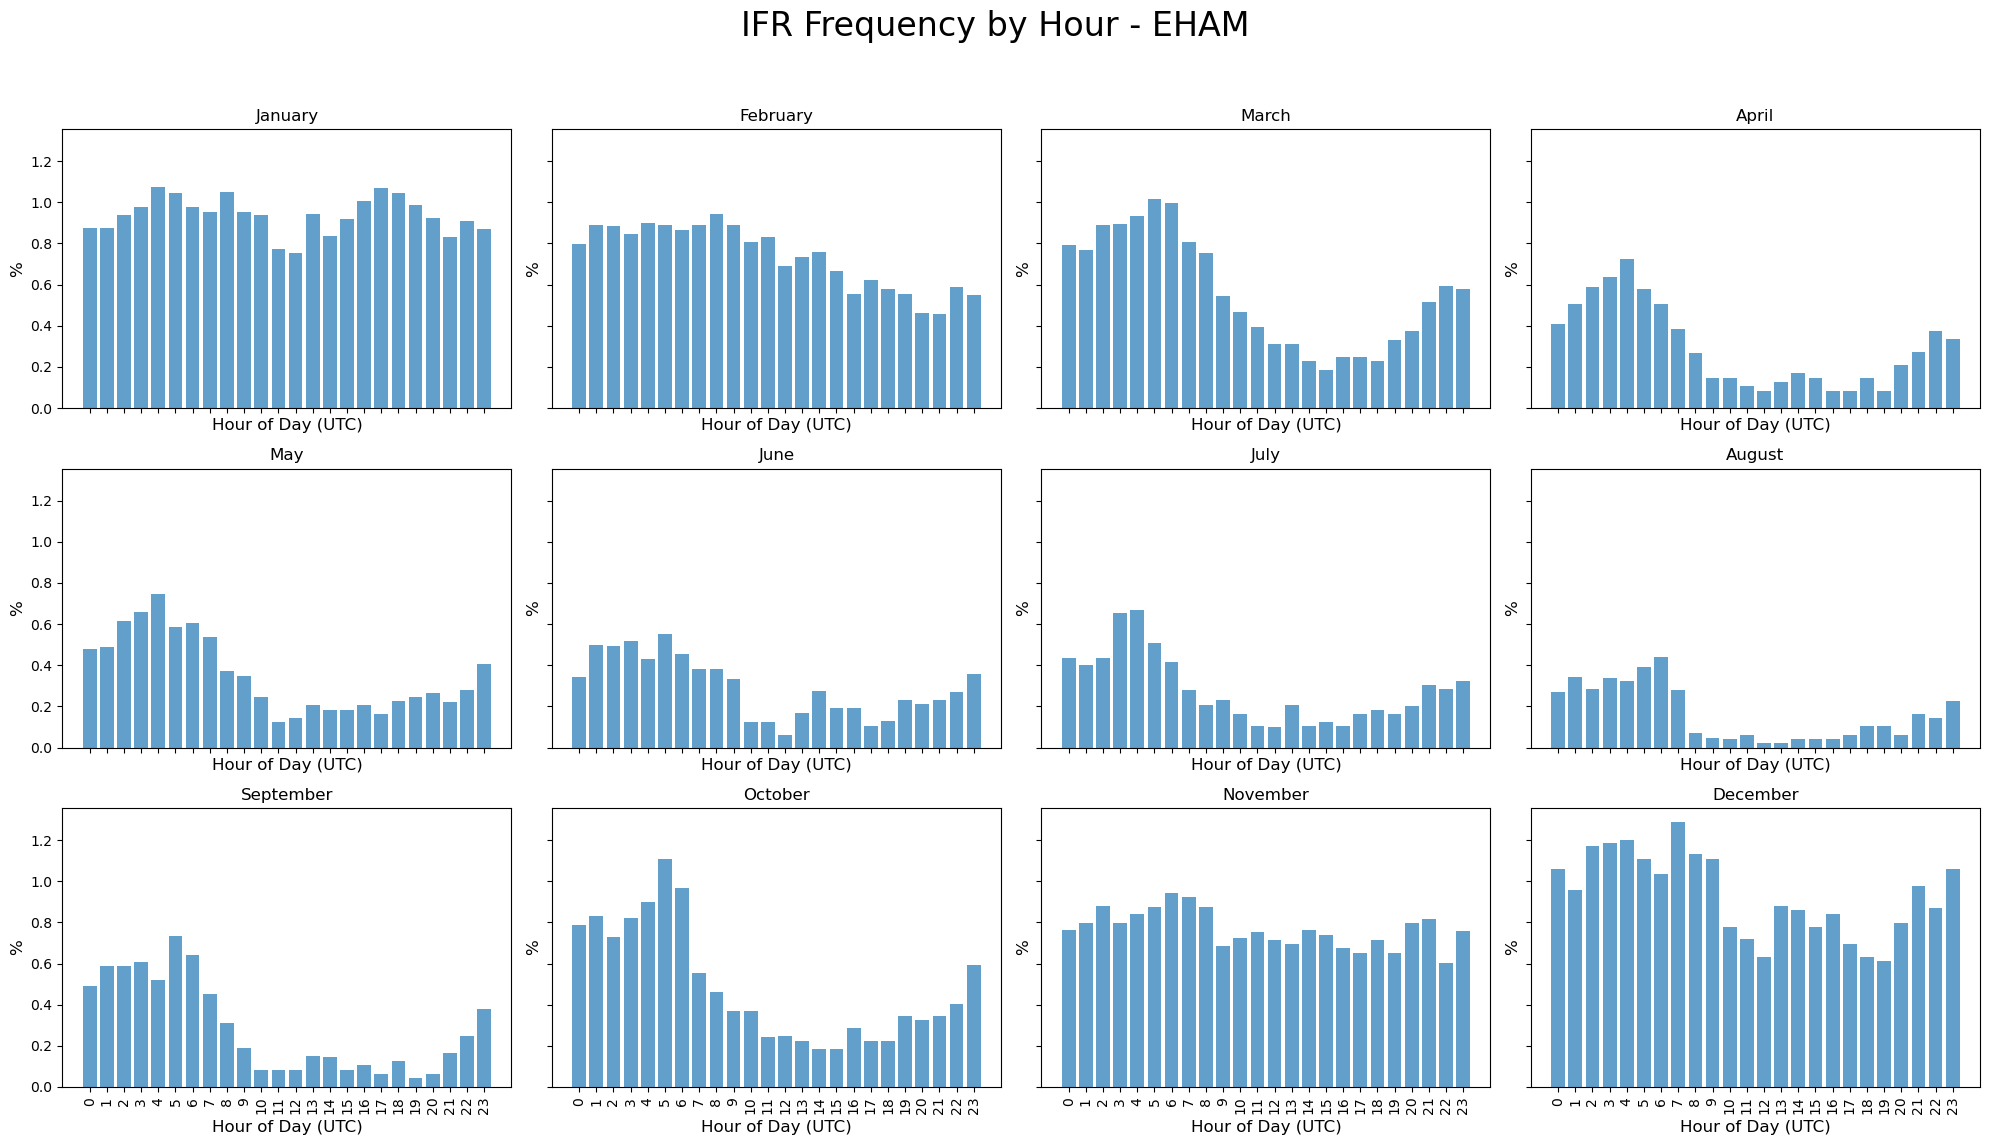 IFR Frequency by Hour - EHAM
January
February
March
April
%
1.2
1.0
0.8
0.6
0.4
0.2
0.0
%
%
%
Hour of Day (UTC)
Hour of Day (UTC)
Hour of Day (UTC)
Hour of Day (UTC)
May
June
July
August
%
1.2
1.0
0.8
0.6
0.4
0.2
0.0
%
%
%
Hour of Day (UTC)
Hour of Day (UTC)
Hour of Day (UTC)
Hour of Day (UTC)
September
October
November
December
%
1.2
1.0
0.8
0.6
0.4
0.2
0.0
%
%
%
0 1 2 3 4 5 6 7 8 9 10 11 12 13 14 15 16 17 18 19 20 21 22 23
0 1 2 3 4 5 6 7 8 9 10 11 12 13 14 15 16 17 18 19 20 21 22 23
0 1 2 3 4 5 6 7 8 9 10 11 12 13 14 15 16 17 18 19 20 21 22 23
0 1 2 3 4 5 6 7 8 9 10 11 12 13 14 15 16 17 18 19 20 21 22 23
Hour of Day (UTC)
Hour of Day (UTC)
Hour of Day (UTC)
Hour of Day (UTC)